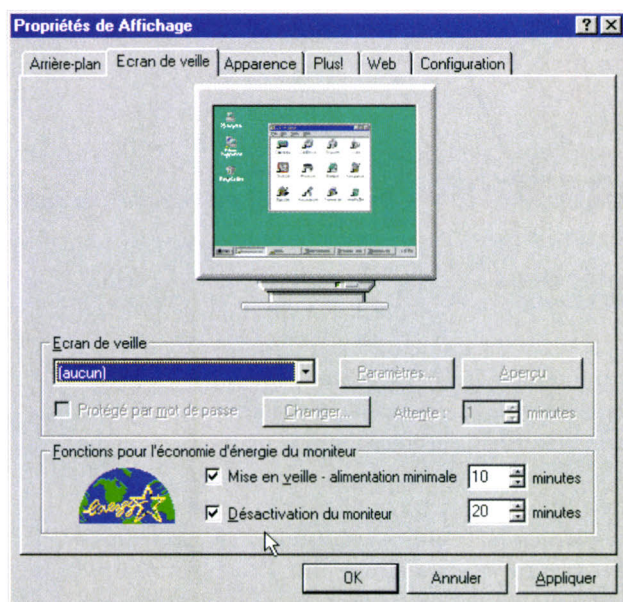 Propriétés de Affichage
Arrière-plan Ecran de veille Apparence Plus! Web Configuration
Ecran de veille
(aucun) Paramètres... Aperçu
Protégé par mot de passe Changer... Attente : 1 minutes
Fonctions pour l'économie d'énergie du moniteur
energy Mise en veille - alimentation minimale 10 minutes
Désactivation du moniteur 20 minutes
OK Annuler Appliquer